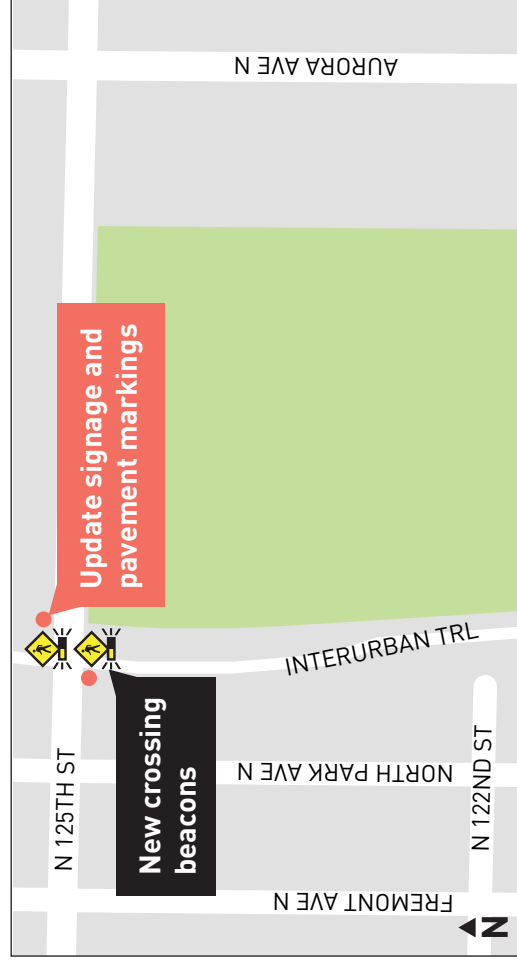 AURORA AVE N
Update signage and
pavement markings
INTERURBAN TRL
N 125TH ST
New crossing
beacons
NORTH PARK AVE N
N 122ND ST
FREMONT AVE N
N